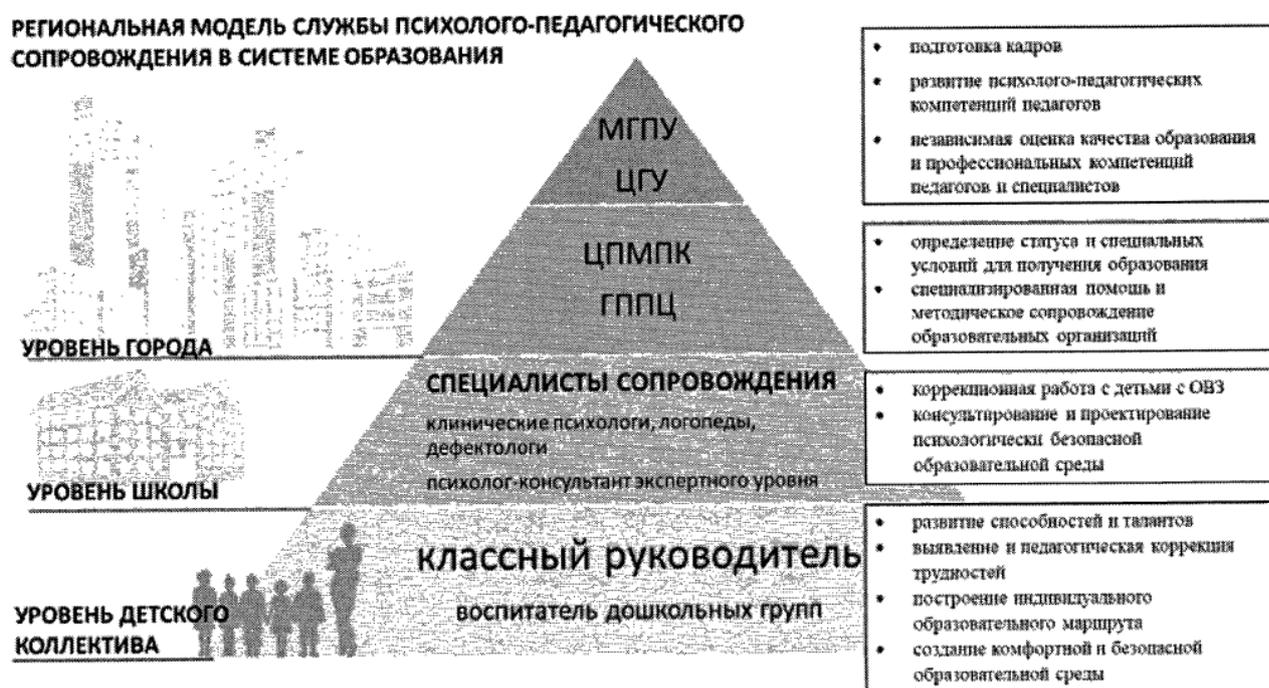 РЕГИОНАЛЬНАЯ МОДЕЛЬ СЛУЖБЫ ПСИХОЛОГО-ПЕДАГОГИЧЕСКОГО
СОПРОВОЖДЕНИЯ В СИСТЕМЕ ОБРАЗОВАНИЯ
МГПУ
ЦГУ
• подготовка кадров
• развитие психолого-педагогических
компетенций педагогов
• независимая оценка качества образования
и профессиональных компетенций
педагогов и специалистов
ЦПМПК
ГППЦ
• определение статуса и специальных
условий для получения образования
• специализированная помощь и
методическое сопровождение
образовательных организаций
УРОВЕНЬ ГОРОДА
СПЕЦИАЛИСТЫ СОПРОВОЖДЕНИЯ
клинические психологи, логопеды,
дефектологи
психолог-консультант экспертного уровня
• коррекционная работа с детьми с ОВЗ
• консультирование и проектирование
психологически безопасной
образовательной среды
УРОВЕНЬ ШКОЛЫ
классный руководитель
воспитатель дошкольных групп
• развитие способностей и талантов
• выявление и педагогическая коррекция
трудностей
• построение индивидуального
образовательного маршрута
• создание комфортной и безопасной
образовательной среды
УРОВЕНЬ ДЕТСКОГО
КОЛЛЕКТИВА